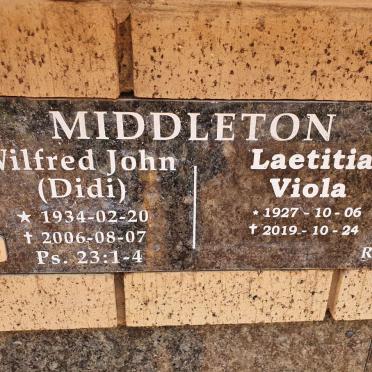 MIDDLETON
Wilfred John
(Didi)
★ 1934-02-20
✝ 2006-08-07
Ps. 23:1-4
Laetitia
Viola
★ 1927 - 10 - 06
✝ 2019 - 10 - 24